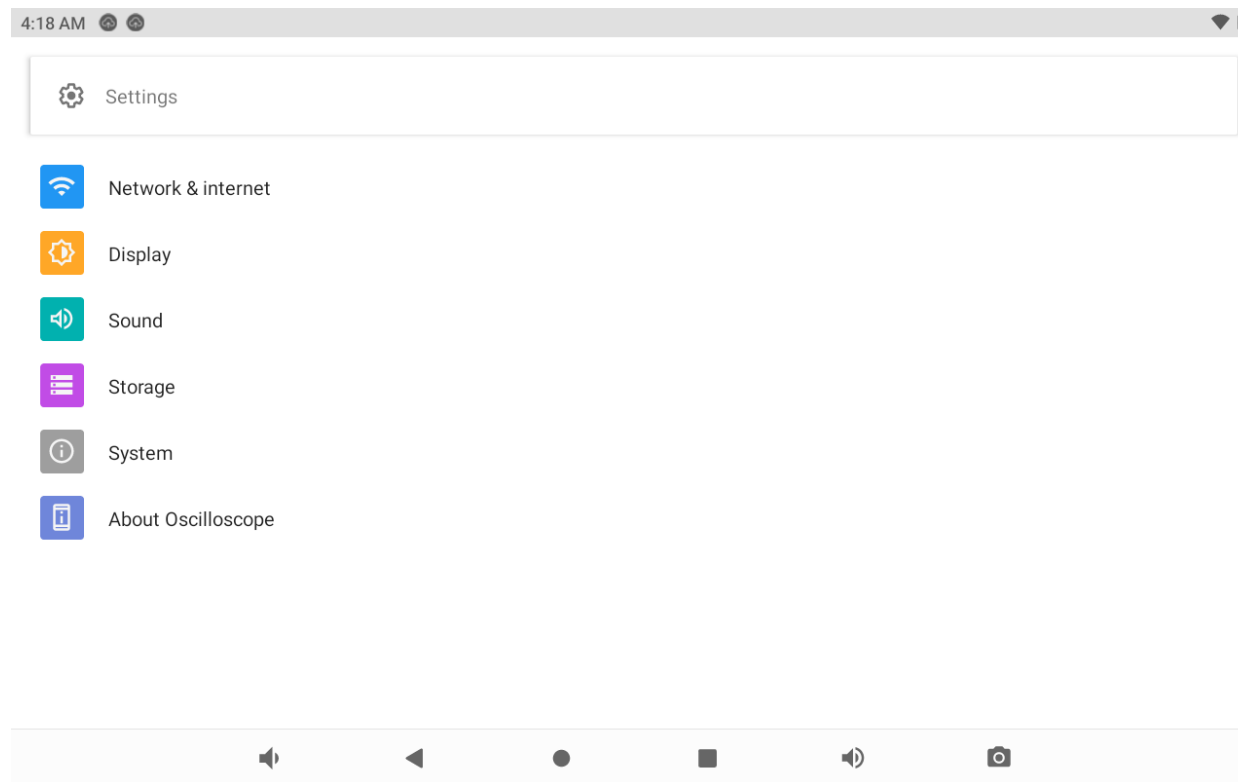 4:18 AM
Settings
Network & internet
Display
Sound
Storage
System
About Oscilloscope